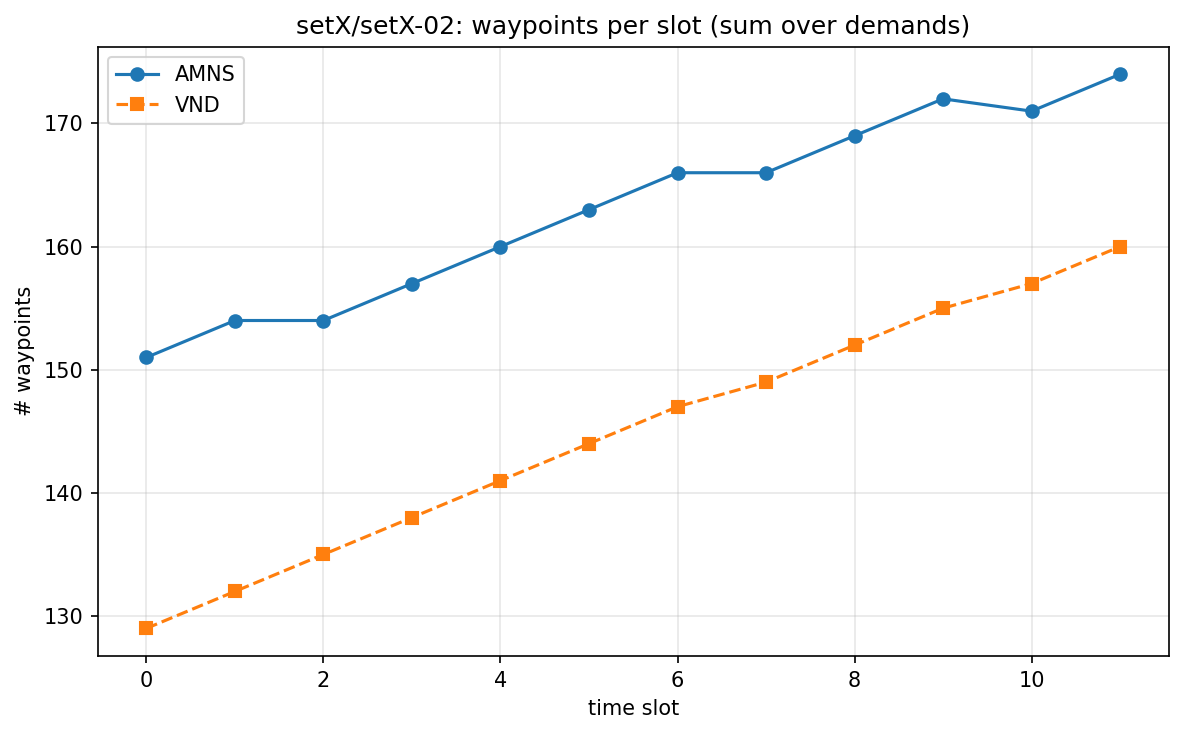 setX/setX-02: waypoints per slot (sum over demands)
AMNS
VND
170
160
150
140
130
# waypoints
0 2 4 6 8 10
time slot